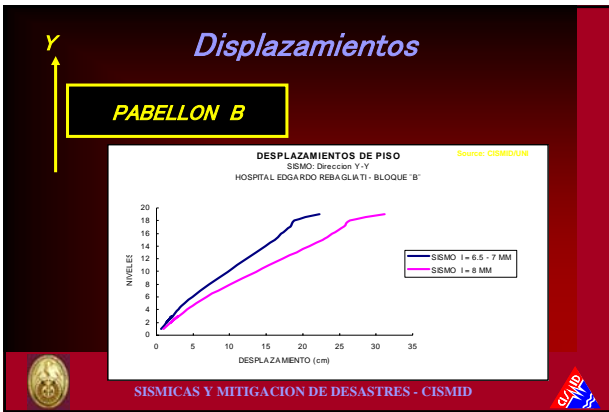 Displazamientos
Y
PABELLON B
Source: CISMID/UNI
DESPLAZAMIENTOS DE PISO
SISMO: Direccion Y-Y
HOSPITAL EDGARDO REBAGLIATI - BLOQUE ¨B¨
NIVELES
20
18
16
14
12
10
8
6
4
2
0
0 5 10 15 20 25 30 35
DESPLAZAMIENTO (cm)
SISMO I = 6.5 - 7 MM
SISMO I = 8 MM
SISMICAS Y MITIGACION DE DESASTRES - CISMID
CISMID